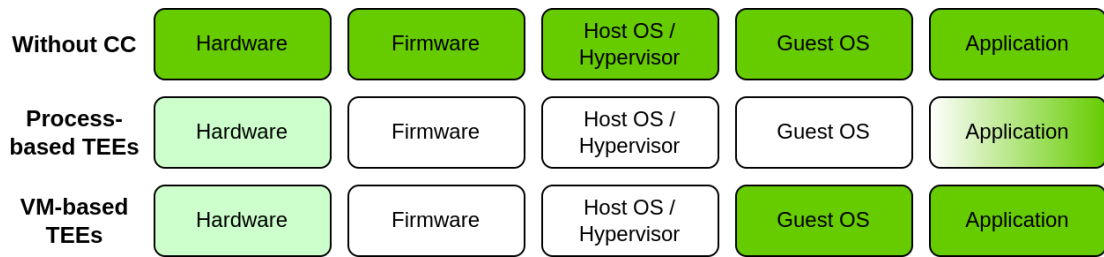 Without CC
Hardware
Firmware
Host OS /
Hypervisor
Guest OS
Application
Process-
based TEEs
Hardware
Firmware
Host OS /
Hypervisor
Guest OS
Application
VM-based
TEEs
Hardware
Firmware
Host OS /
Hypervisor
Guest OS
Application